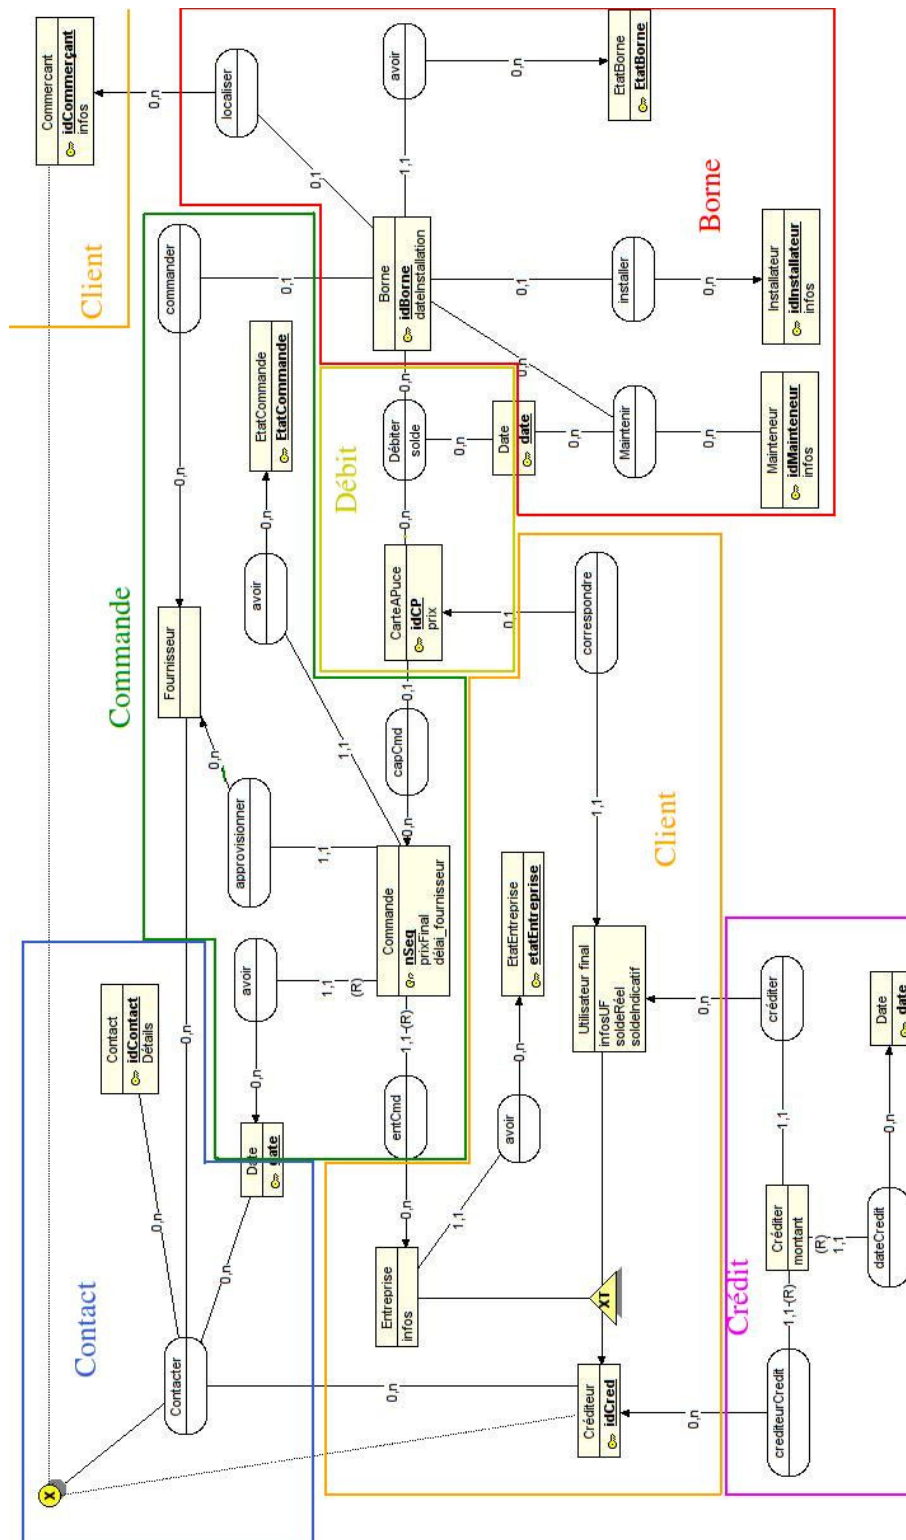 Commercant
idCommerçant
infos
0,n
localiser
0,1
avoir
0,n
1,1
EtatBorne
EtatBorne
Client
commander
0,1
0,n
Borne
idBorne
dateInstallation
0,1
installer
0,n
Installateur
idInstallateur
infos
Borne
EtatCommande
EtatCommande
0,n
avoir
1,1
0,n
Débiter
solde
0,n
0,n
Date
date
0,n
0,n
Maintenir
0,n
Mainteneur
idMainteneur
infos
Débit
Commande
Fournisseur
0,n
approvisionner
1,1
CarteAPuce
idCP
prix
0,1
correspondre
1,1
0,1
capCmd
0,n
Commande
nSeq
prixFinal
délai_fournisseur
Client
avoir
1,1
(R)
0,n
1,1-(R)
entCmd
0,n
EtatEntreprise
etatEntreprise
0,n
avoir
1,1
Utilisateur final
infosUF
soldeRéel
soldeIndicatif
0,n
créditer
1,1
Date
date
0,n
dateCredit
1,1
(R)
Créditer
montant
1,1-(R)
crediteurCredit
0,n
Crédit
Contact
idContact
Détails
0,n
0,n
Date
date
0,n
Contact
Contacter
0,n
Entreprise
infos
XT
Créditeur
idCred
X